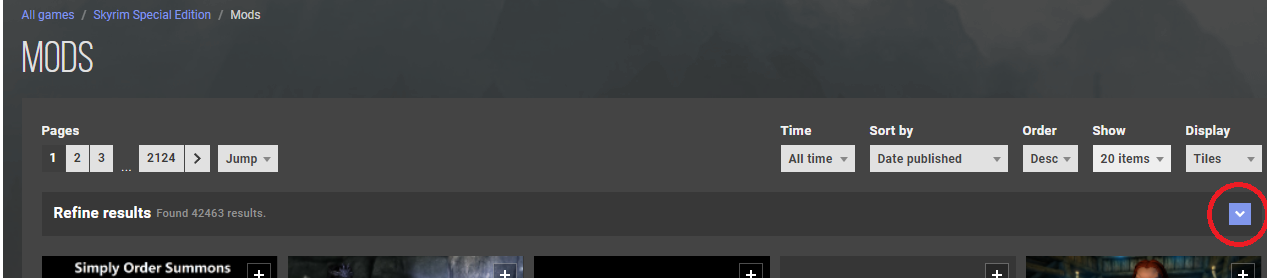 All games / Skyrim Special Edition / Mods
MODS
Pages
1 2 3 ... 2124 > Jump
Time
All time
Sort by
Date published
Order
Desc
Show
20 items
Display
Tiles
Refine results Found 42463 results.
Simply Order Summons